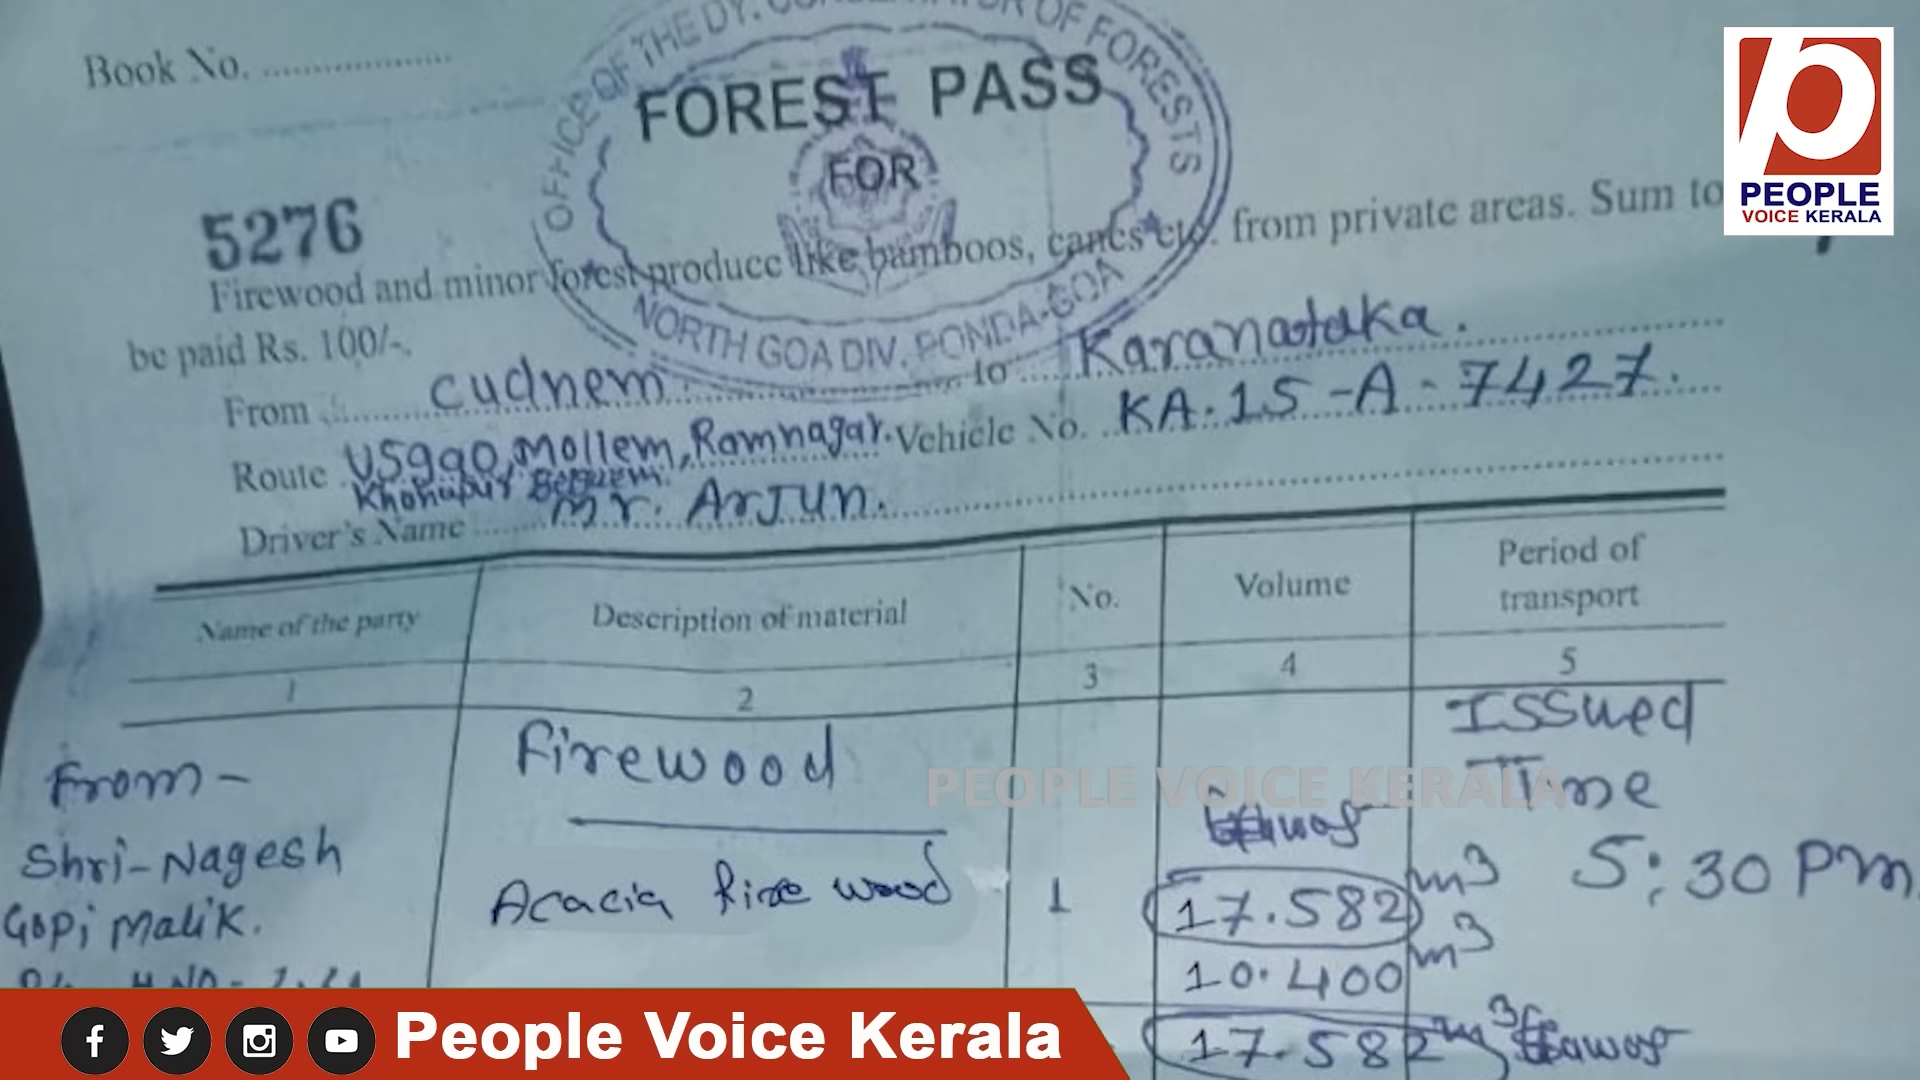 Book No. ....................
OFFICE OF THE DY. CONSERVATOR OF FORESTS
FOREST PASS
FOR
NORTH GOA DIV. PONDA-GOA
PEOPLE
VOICE KERALA
5276
Firewood and minor forest produce like bamboos, canes etc. from private areas. Sum to
be paid Rs. 100/-.
From cudnem to Karanataka.
Route Usgao, Mollem, Ramnagar. Vehicle No. KA.15-A-7427.
Khanapur
Driver's Name Mr. Arjun.
Name of the party Description of material No. Volume Period of transport
1 2 3 4 5
From - Firewood Issued
Time
PEOPLE VOICE KERALA
Shri-Nagesh Acacia fire wood 1 17.582 m3 5:30 Pm
Gopi Malik. 10.400 m3
H.NO-
17.582 m3
People Voice Kerala